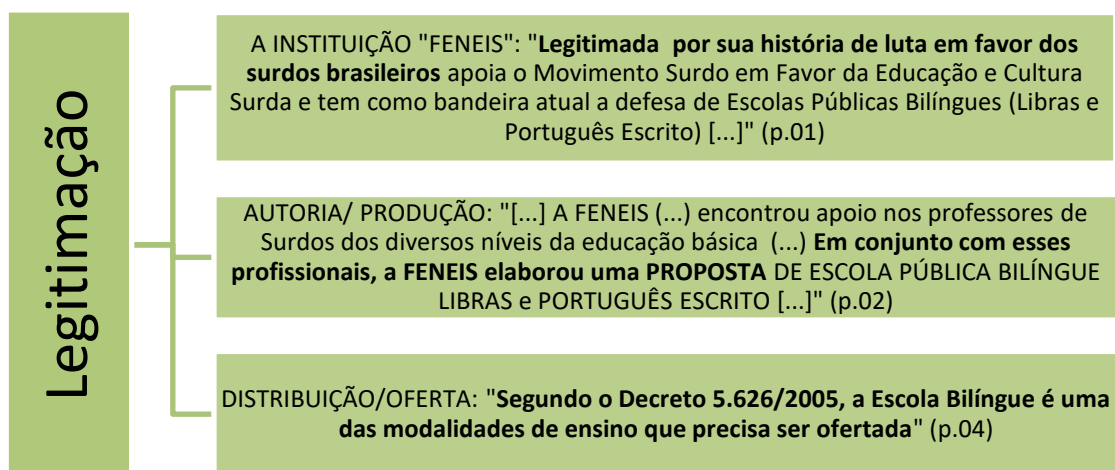 Legitimação
A INSTITUIÇÃO "FENEIS": "Legitimada por sua história de luta em favor dos
surdos brasileiros apoia o Movimento Surdo em Favor da Educação e Cultura
Surda e tem como bandeira atual a defesa de Escolas Públicas Bilíngues (Libras e
Português Escrito) [...]" (p.01)
AUTORIA/ PRODUÇÃO: "[...] A FENEIS (...) encontrou apoio nos professores de
Surdos dos diversos níveis da educação básica (...) Em conjunto com esses
profissionais, a FENEIS elaborou uma PROPOSTA DE ESCOLA PÚBLICA BILÍNGUE
LIBRAS e PORTUGUÊS ESCRITO [...]" (p.02)
DISTRIBUIÇÃO/OFERTA: "Segundo o Decreto 5.626/2005, a Escola Bilíngue é uma
das modalidades de ensino que precisa ser ofertada" (p.04)